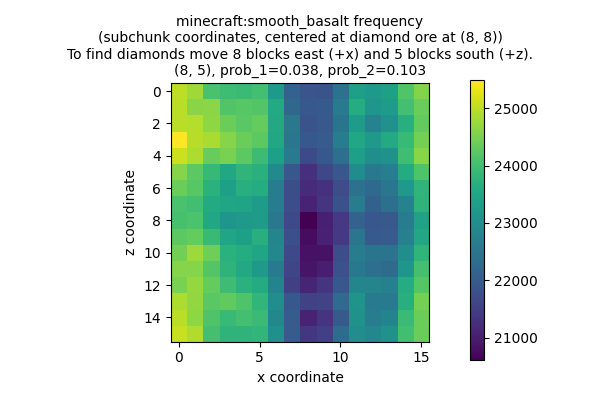 minecraft:smooth_basalt frequency
(subchunk coordinates, centered at diamond ore at (8, 8))
To find diamonds move 8 blocks east (+x) and 5 blocks south (+z).
(8, 5), prob_1=0.038, prob_2=0.103
0
2
4
6
8
10
12
14
z coordinate
0
5
10
15
x coordinate
25000
24000
23000
22000
21000